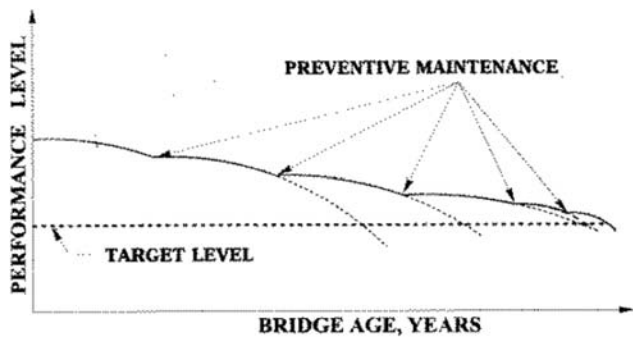 PERFORMANCE LEVEL
PREVENTIVE MAINTENANCE
TARGET LEVEL
BRIDGE AGE, YEARS